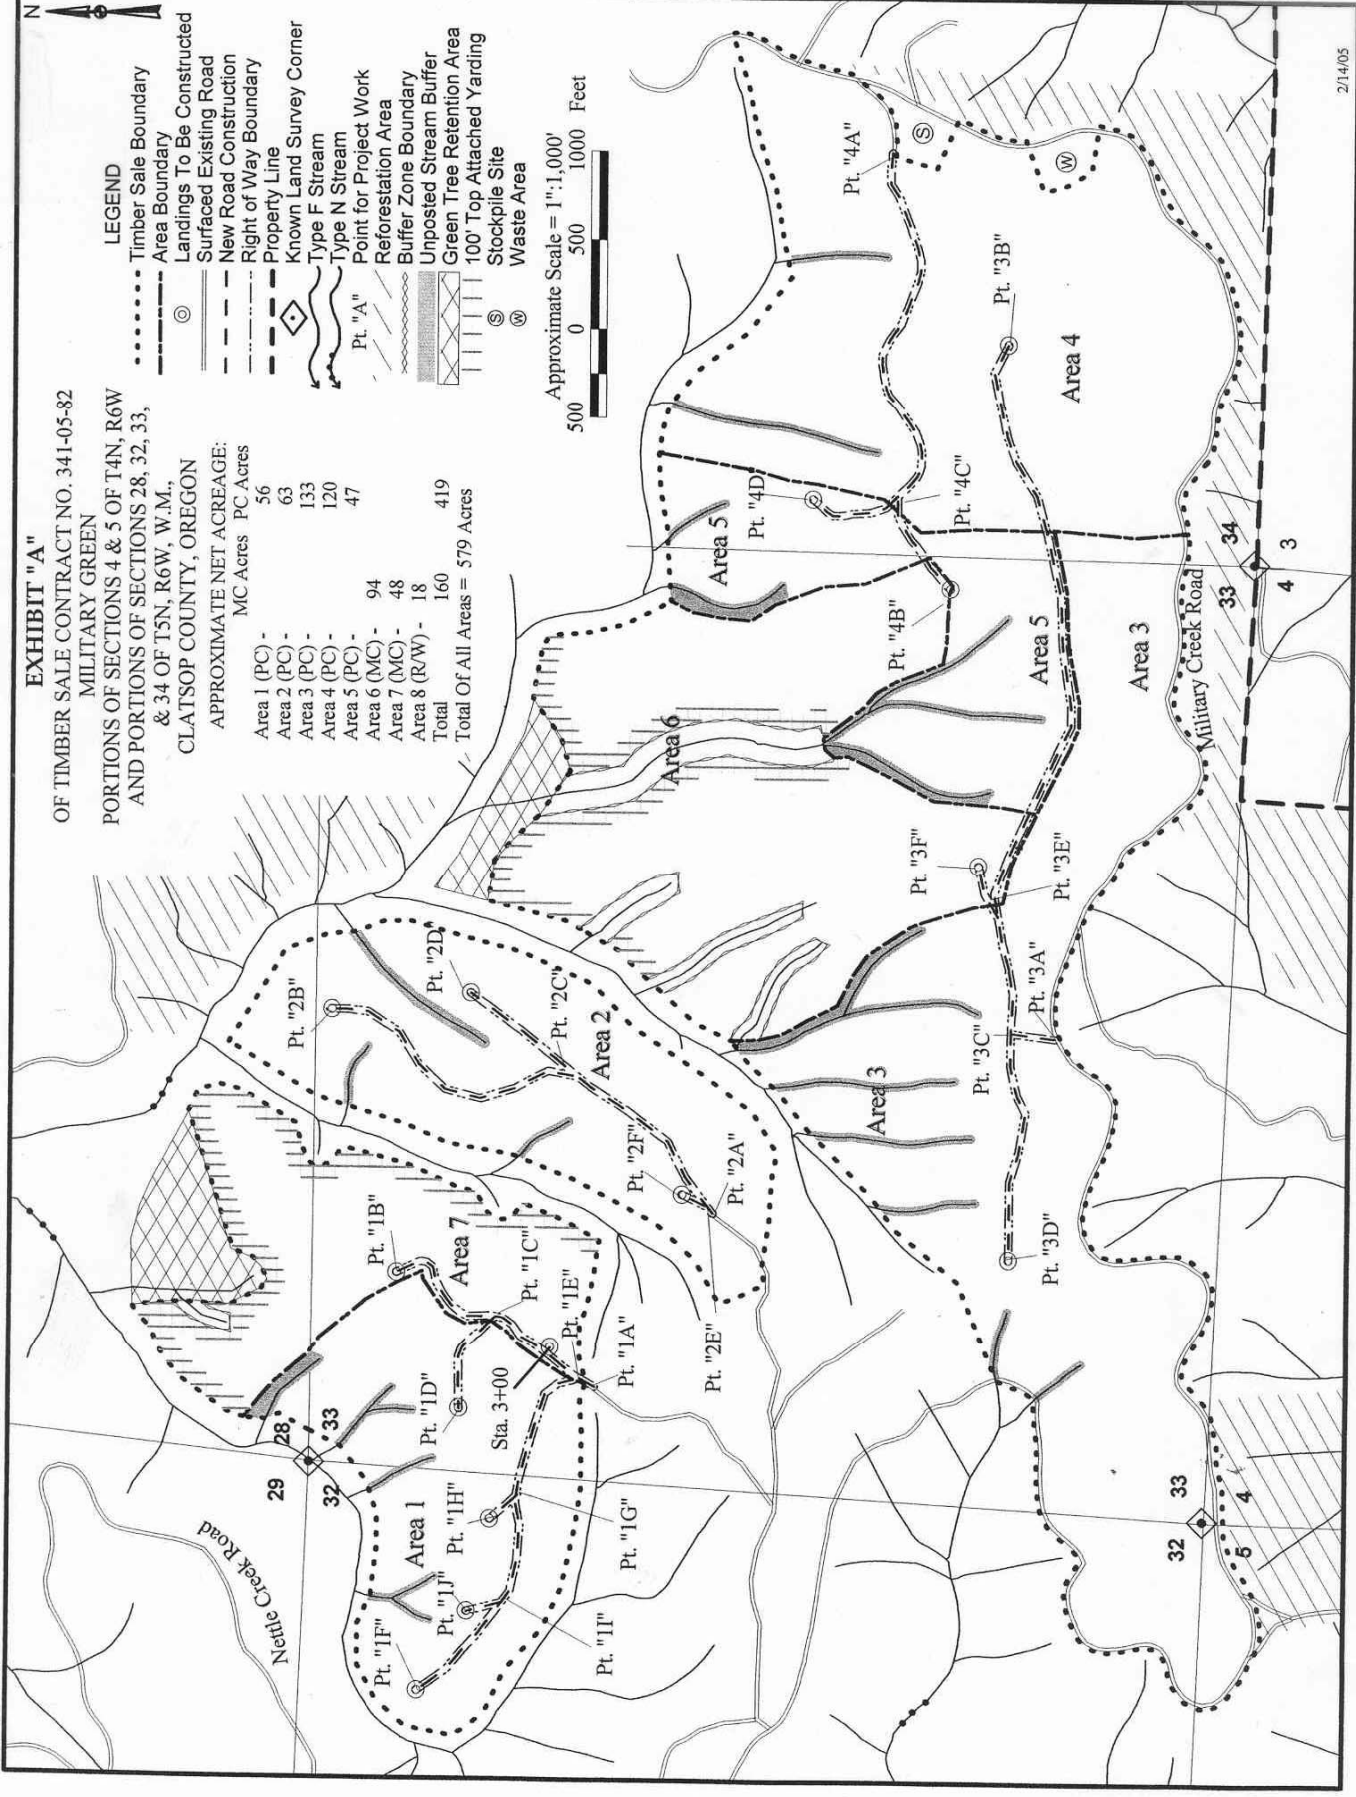 EXHIBIT "A"
OF TIMBER SALE CONTRACT NO. 341-05-82
MILITARY GREEN
PORTIONS OF SECTIONS 4 & 5 OF T4N, R6W
AND PORTIONS OF SECTIONS 28, 32, 33,
& 34 OF T5N, R6W, W.M.,
CLATSOP COUNTY, OREGON
APPROXIMATE NET ACREAGE:
MC Acres PC Acres
Area 1 (PC) - 56
Area 2 (PC) - 63
Area 3 (PC) - 133
Area 4 (PC) - 120
Area 5 (PC) - 47
Area 6 (MC) - 94
Area 7 (MC) - 48
Area 8 (R/W) - 18
Total 160 419
Total Of All Areas = 579 Acres
N
LEGEND
Timber Sale Boundary
Area Boundary
Landings To Be Constructed
Surfaced Existing Road
New Road Construction
Right of Way Boundary
Property Line
Known Land Survey Corner
Type F Stream
Type N Stream
Pt. "A" Point for Project Work
Reforestation Area
Buffer Zone Boundary
Unposted Stream Buffer
Green Tree Retention Area
100' Top Attached Yarding
S Stockpile Site
W Waste Area
Approximate Scale = 1":1,000'
500 0 500 1000 Feet
Nettle Creek Road
29 28
32 33
Area 1
Pt. "1F"
Pt. "1J"
Pt. "1H"
Pt. "1D"
Pt. "1B"
Area 7
Pt. "1C"
Pt. "1E"
Sta. 3+00
Pt. "1A"
Pt. "1G"
Pt. "1I"
Pt. "2B"
Pt. "2D"
Pt. "2C"
Area 2
Pt. "2F"
Pt. "2A"
Pt. "2E"
Area 6
Area 5
Pt. "4D"
Pt. "4A"
S
W
Pt. "4C"
Pt. "4B"
Pt. "3B"
Area 4
Area 5
Area 3
Pt. "3F"
Pt. "3E"
Pt. "3A"
Pt. "3C"
Area 3
Pt. "3D"
Military Creek Road
33 34
4 3
32 33
5 4
2/14/05